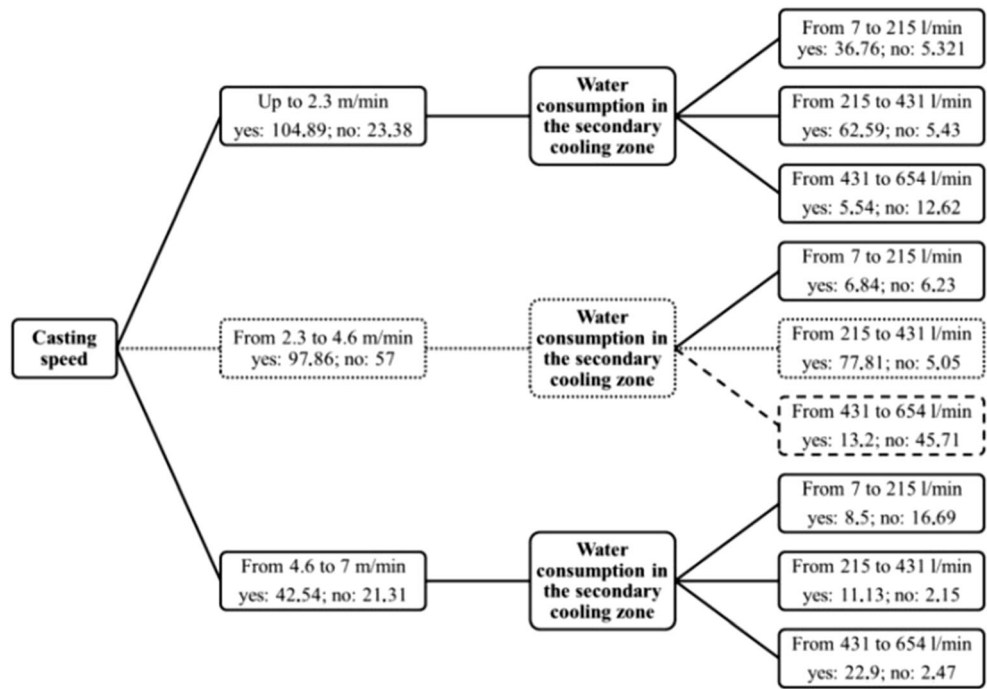 Casting
speed
Up to 2.3 m/min
yes: 104.89; no: 23.38
Water
consumption in
the secondary
cooling zone
From 7 to 215 l/min
yes: 36.76; no: 5.321
From 215 to 431 l/min
yes: 62.59; no: 5.43
From 431 to 654 l/min
yes: 5.54; no: 12.62
From 2.3 to 4.6 m/min
yes: 97.86; no: 57
Water
consumption in
the secondary
cooling zone
From 7 to 215 l/min
yes: 6.84; no: 6.23
From 215 to 431 l/min
yes: 77.81; no: 5.05
From 431 to 654 l/min
yes: 13.2; no: 45.71
From 4.6 to 7 m/min
yes: 42.54; no: 21.31
Water
consumption in
the secondary
cooling zone
From 7 to 215 l/min
yes: 8.5; no: 16.69
From 215 to 431 l/min
yes: 11.13; no: 2.15
From 431 to 654 l/min
yes: 22.9; no: 2.47